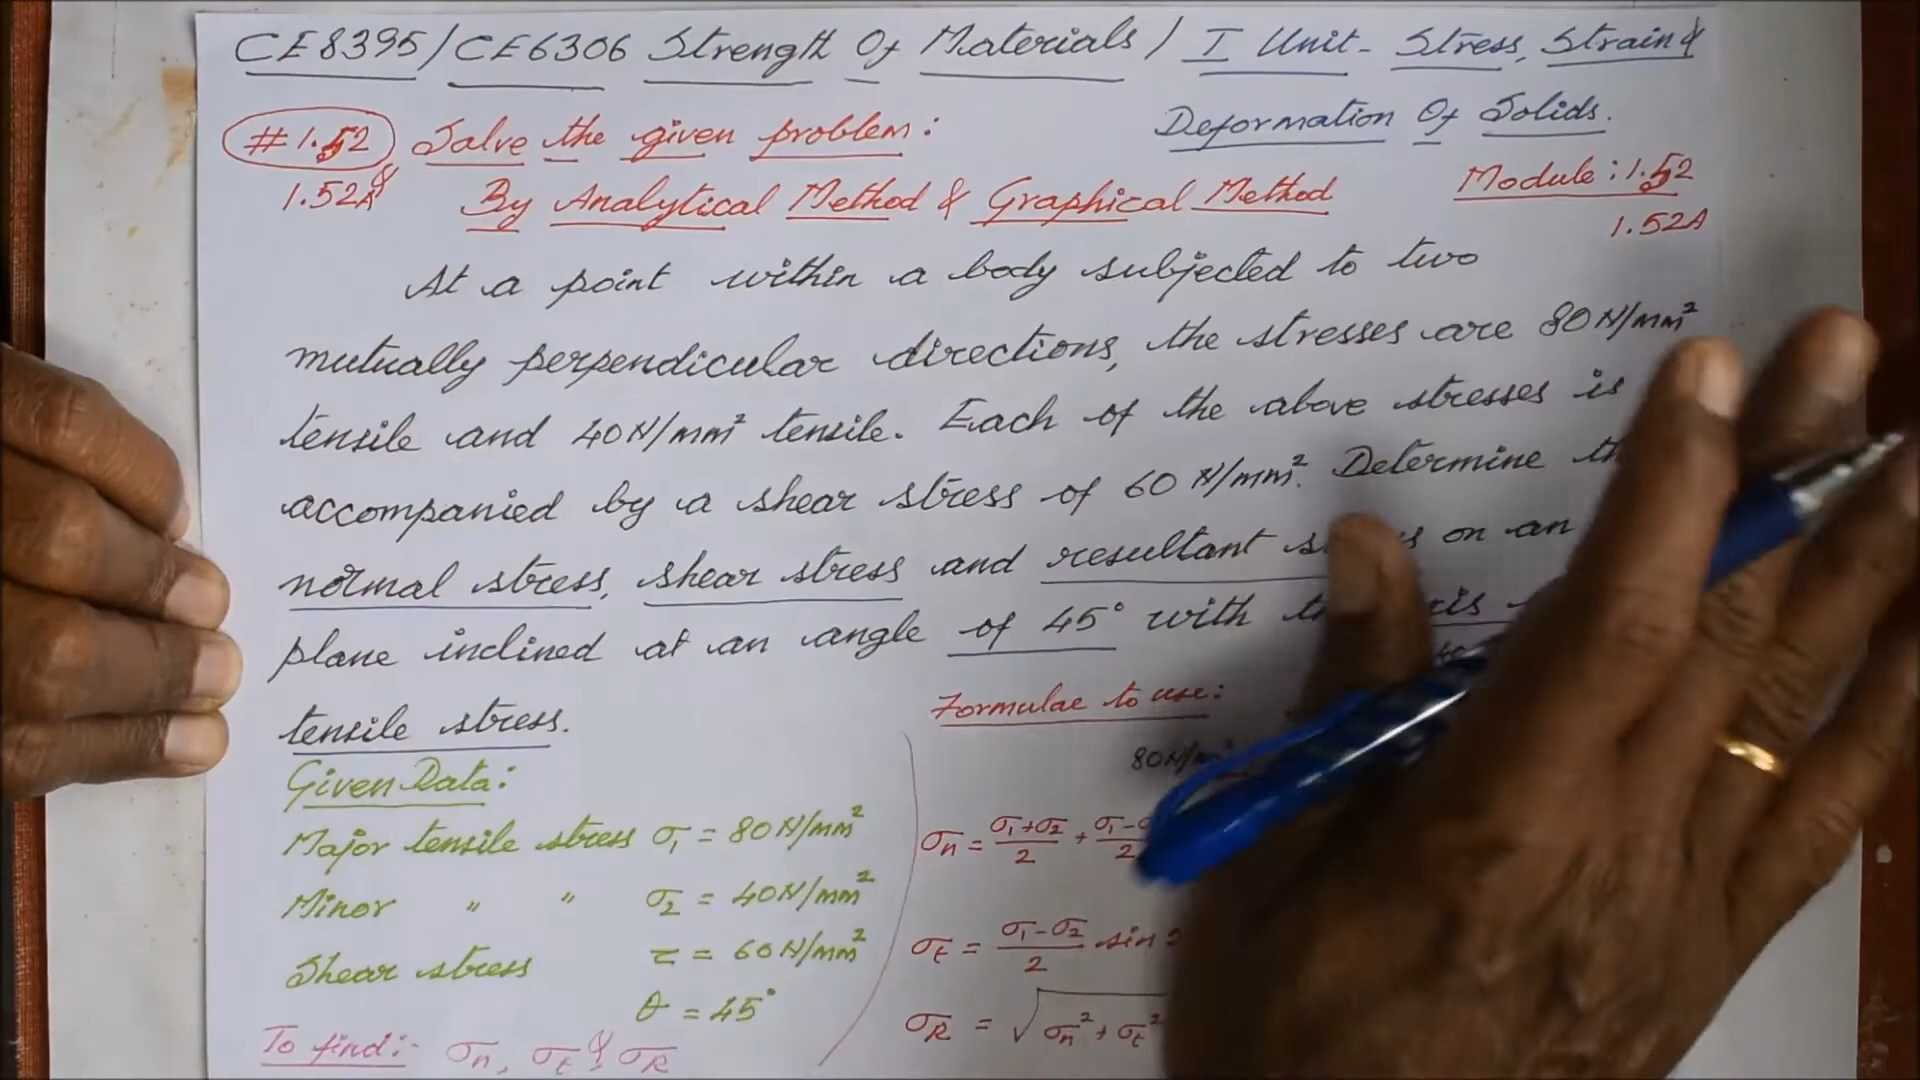 CE8395/CE6306 Strength Of Materials / I Unit - Stress, Strain &
Deformation Of Solids.
#1.52 Solve the given problem:
1.52A & By Analytical Method & Graphical Method
Module: 1.52
1.52A
At a point within a body subjected to two
mutually perpendicular directions, the stresses are 80 N/mm²
tensile and 40 N/mm² tensile. Each of the above stresses is
accompanied by a shear stress of 60 N/mm². Determine
normal stress, shear stress and resultant on an
plane inclined at an angle of 45° with
tensile stress.
Given Data:
Major tensile stress σ₁ = 80 N/mm²
Minor " " σ₂ = 40 N/mm²
Shear stress τ = 60 N/mm²
θ = 45°
To find:- σn, σt & σR
Formulae to use:
σn = (σ₁+σ₂)/2 +
σt = (σ₁-σ₂)/2 sin
σR = √σn² + σt²